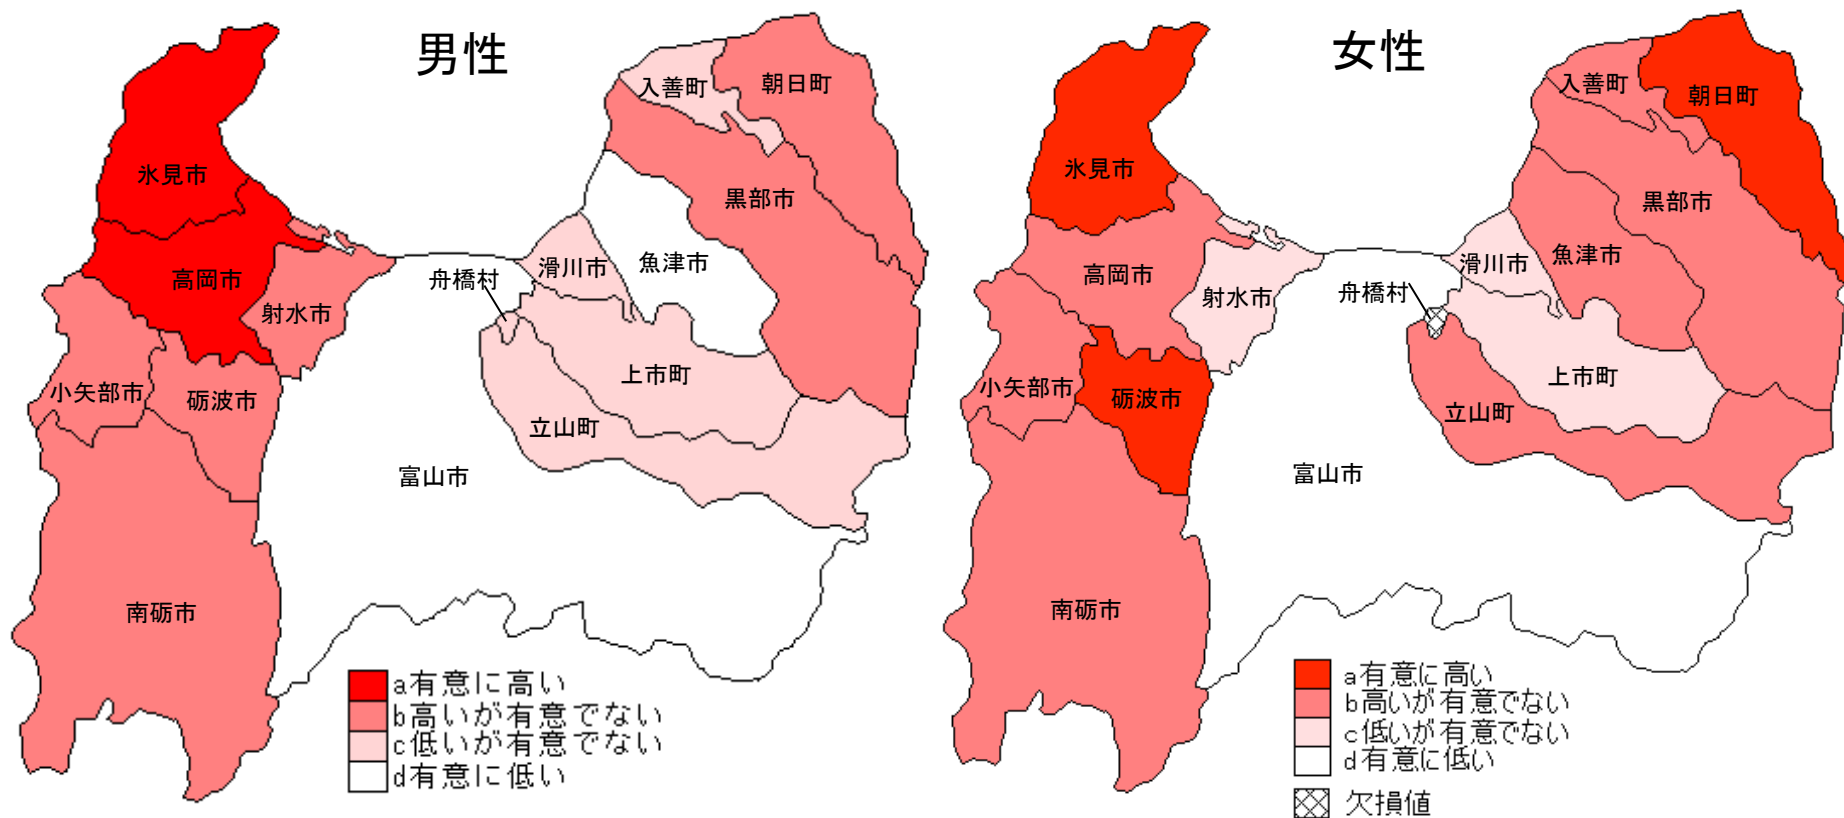 男性
入善町
朝日町
氷見市
黒部市
高岡市
射水市
舟橋村
滑川市
魚津市
小矢部市
砺波市
上市町
立山町
富山市
南砺市
a有意に高い
b高いが有意でない
c低いが有意でない
d有意に低い
女性
入善町
朝日町
氷見市
黒部市
高岡市
射水市
舟橋村
滑川市
魚津市
小矢部市
砺波市
上市町
立山町
富山市
南砺市
a有意に高い
b高いが有意でない
c低いが有意でない
d有意に低い
欠損値